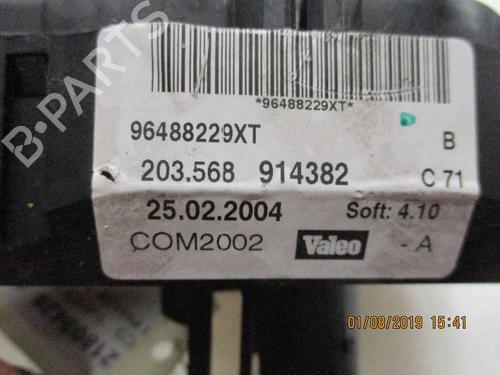 *96488229XT*
96488229XT B
203.568 914382 C 71
25.02.2004 Soft: 4.10
COM2002 Valeo - A
01/08/2019 15:41